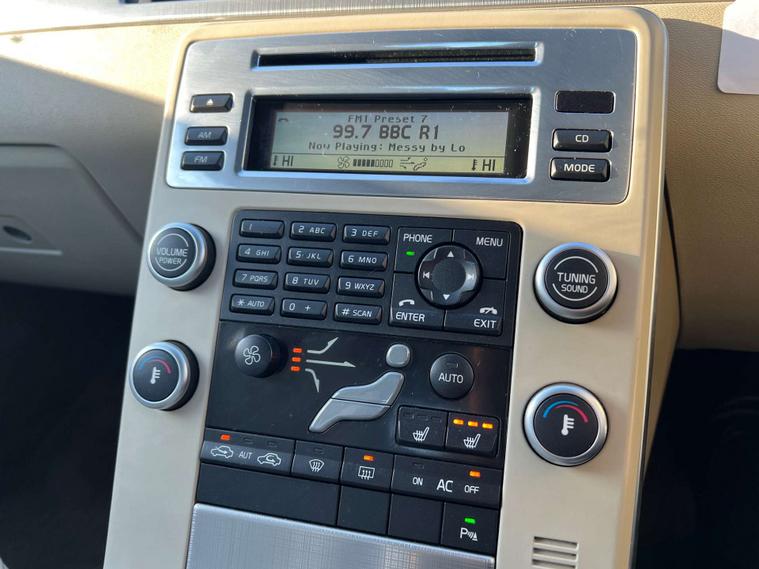 FM1 Preset 7
99.7 BBC R1
Now Playing: Messy by Lo
HI HI
AM
FM
CD
MODE
VOLUME
POWER
1 2 ABC 3 DEF
4 GHI 5 JKL 6 MNO
7 PQRS 8 TUV 9 WXYZ
* AUTO 0 + # SCAN
PHONE MENU
ENTER EXIT
TUNING
SOUND
AUTO
AUT
ON AC OFF
P